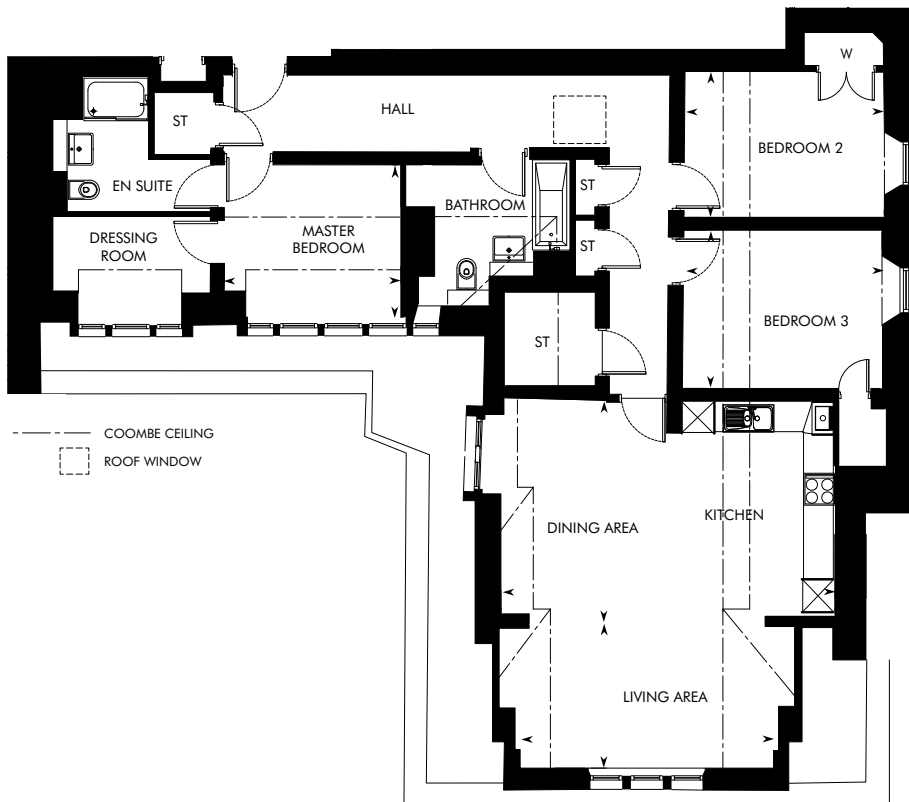 W
HALL
ST
BEDROOM 2
EN SUITE
BATHROOM
ST
DRESSING
ROOM
MASTER
BEDROOM
ST
BEDROOM 3
ST
COOMBE CEILING
ROOF WINDOW
DINING AREA
KITCHEN
LIVING AREA